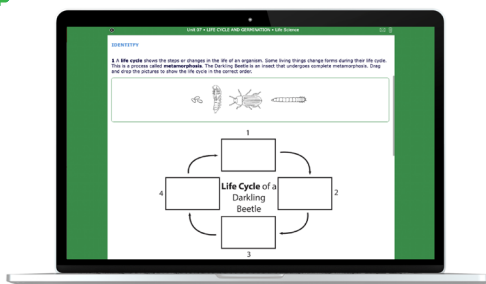 Unit 07 • LIFE CYCLE AND GERMINATION • Life Science
IDENTIFY
1 A life cycle shows the steps or changes in the life of an organism. Some living things change forms during their life cycle.
This is a process called metamorphosis. The Darkling Beetle is an insect that undergoes complete metamorphosis. Drag
and drop the pictures to show the life cycle in the correct order.
1
4
Life Cycle of a
Darkling
Beetle
2
3